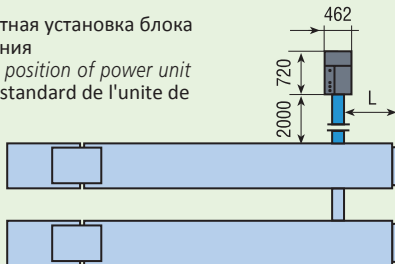 тная установка блока
ния
position of power unit
standard de l'unite de
462
720
2000
L